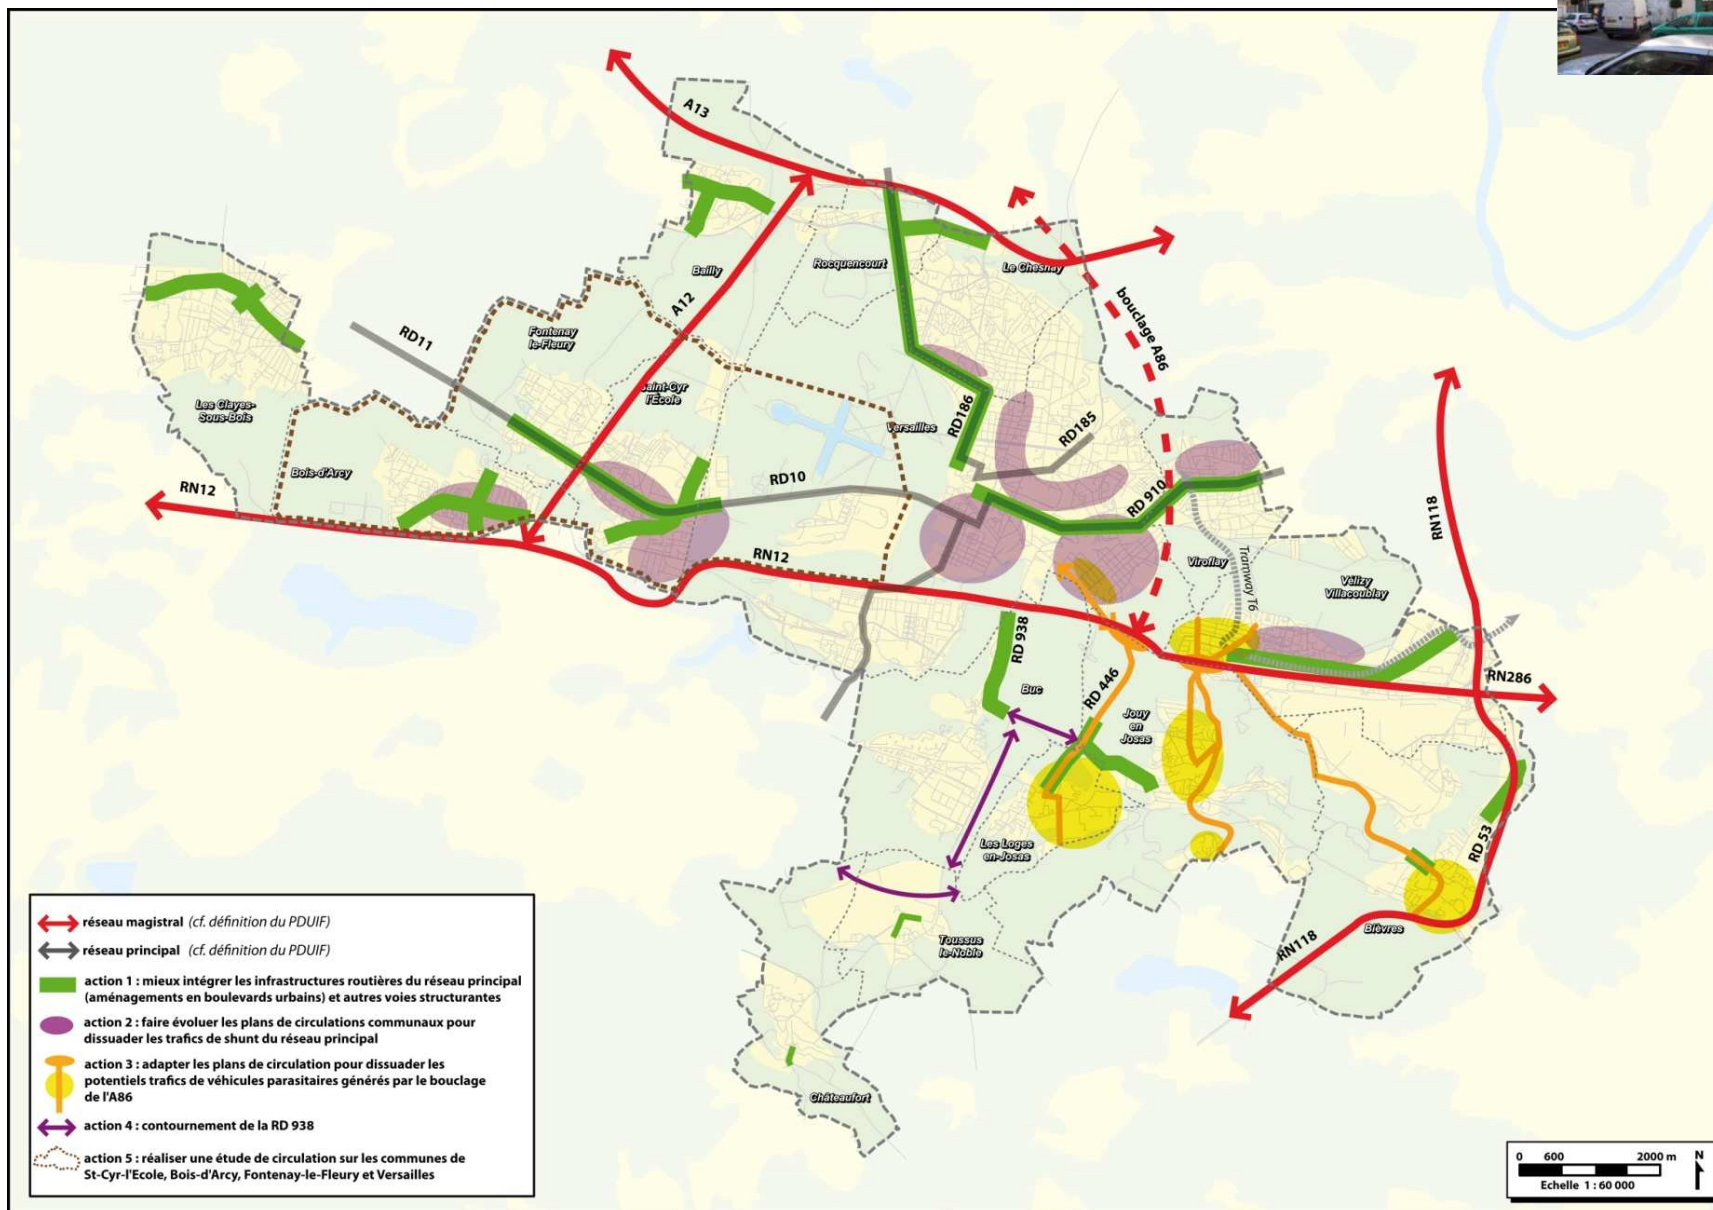 A13
bouclage A86
Rocquencourt
Le Chesnay
Bailly
A12
RD11
Fontenay
le-Fleury
Saint-Cyr
l'École
Les Clayes-
Sous-Bois
Versailles
RD186
RD185
Bois-d'Arcy
RN12
RD10
RD 910
RN118
RN12
Viroflay
Tramway T6
Vélizy
Villacoublay
RD 938
RN286
Buc
RD 446
Jouy
en
Josas
Les Loges
en-Josas
RD 53
Toussus
le-Noble
RN118
Bièvres
Châteaufort
réseau magistral (cf. définition du PDUIF)
réseau principal (cf. définition du PDUIF)
action 1 : mieux intégrer les infrastructures routières du réseau principal
(aménagements en boulevards urbains) et autres voies structurantes
action 2 : faire évoluer les plans de circulations communaux pour
dissuader les trafics de shunt du réseau principal
action 3 : adapter les plans de circulation pour dissuader les
potentiels trafics de véhicules parasitaires générés par le bouclage
de l'A86
action 4 : contournement de la RD 938
action 5 : réaliser une étude de circulation sur les communes de
St-Cyr-l'Ecole, Bois-d'Arcy, Fontenay-le-Fleury et Versailles
0 600 2000 m N
Echelle 1 : 60 000